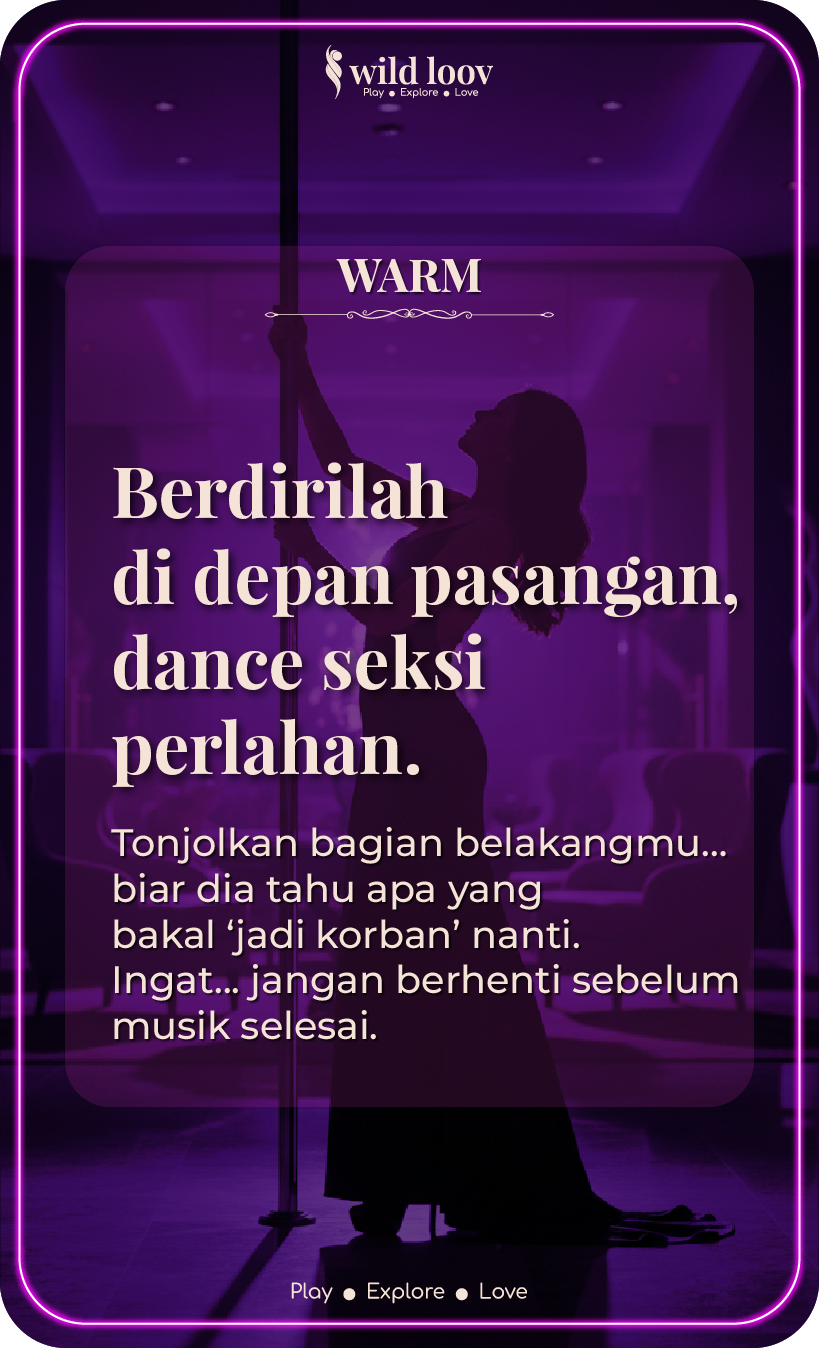 wild loov
Play ● Explore ● Love
WARM
Berdirilah
di depan pasangan,
dance seksi
perlahan.
Tonjolkan bagian belakangmu...
biar dia tahu apa yang
bakal ‘jadi korban’ nanti.
Ingat... jangan berhenti sebelum
musik selesai.
Play ● Explore ● Love